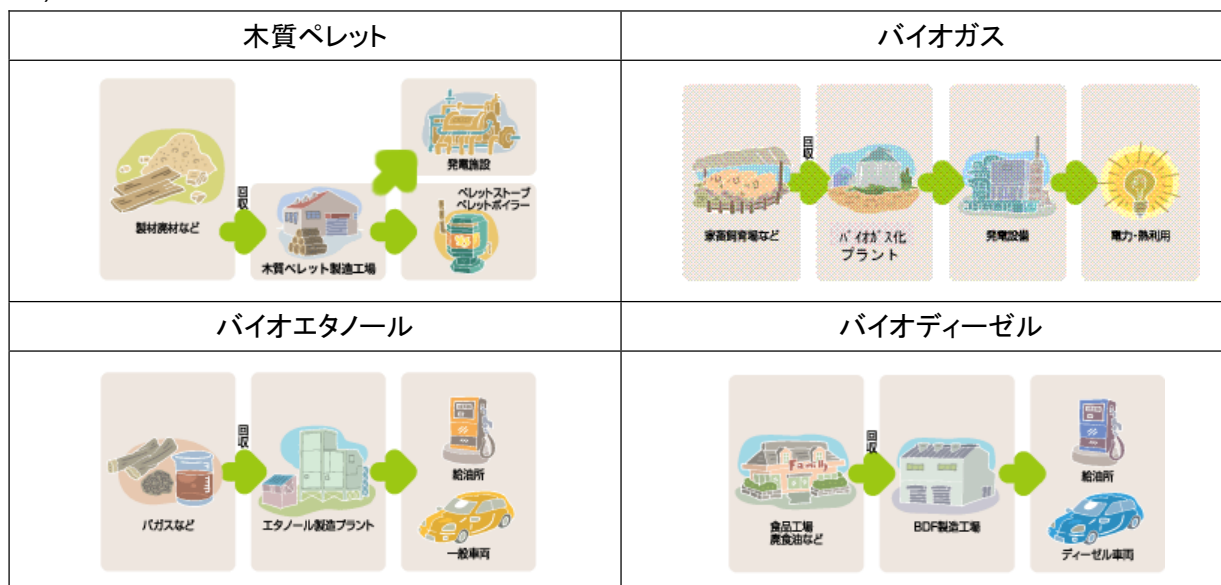 木質ペレット
バイオガス
製材廃材など
回収
木質ペレット製造工場
発電施設
ペレットストーブ
ペレットボイラー
家畜飼育場など
回収
バイオガス化
プラント
発電設備
電力・熱利用
バイオエタノール
バイオディーゼル
バガスなど
回収
エタノール製造プラント
給油所
一般車両
Family
食品工場
廃食油など
回収
BDF製造工場
給油所
ディーゼル車両